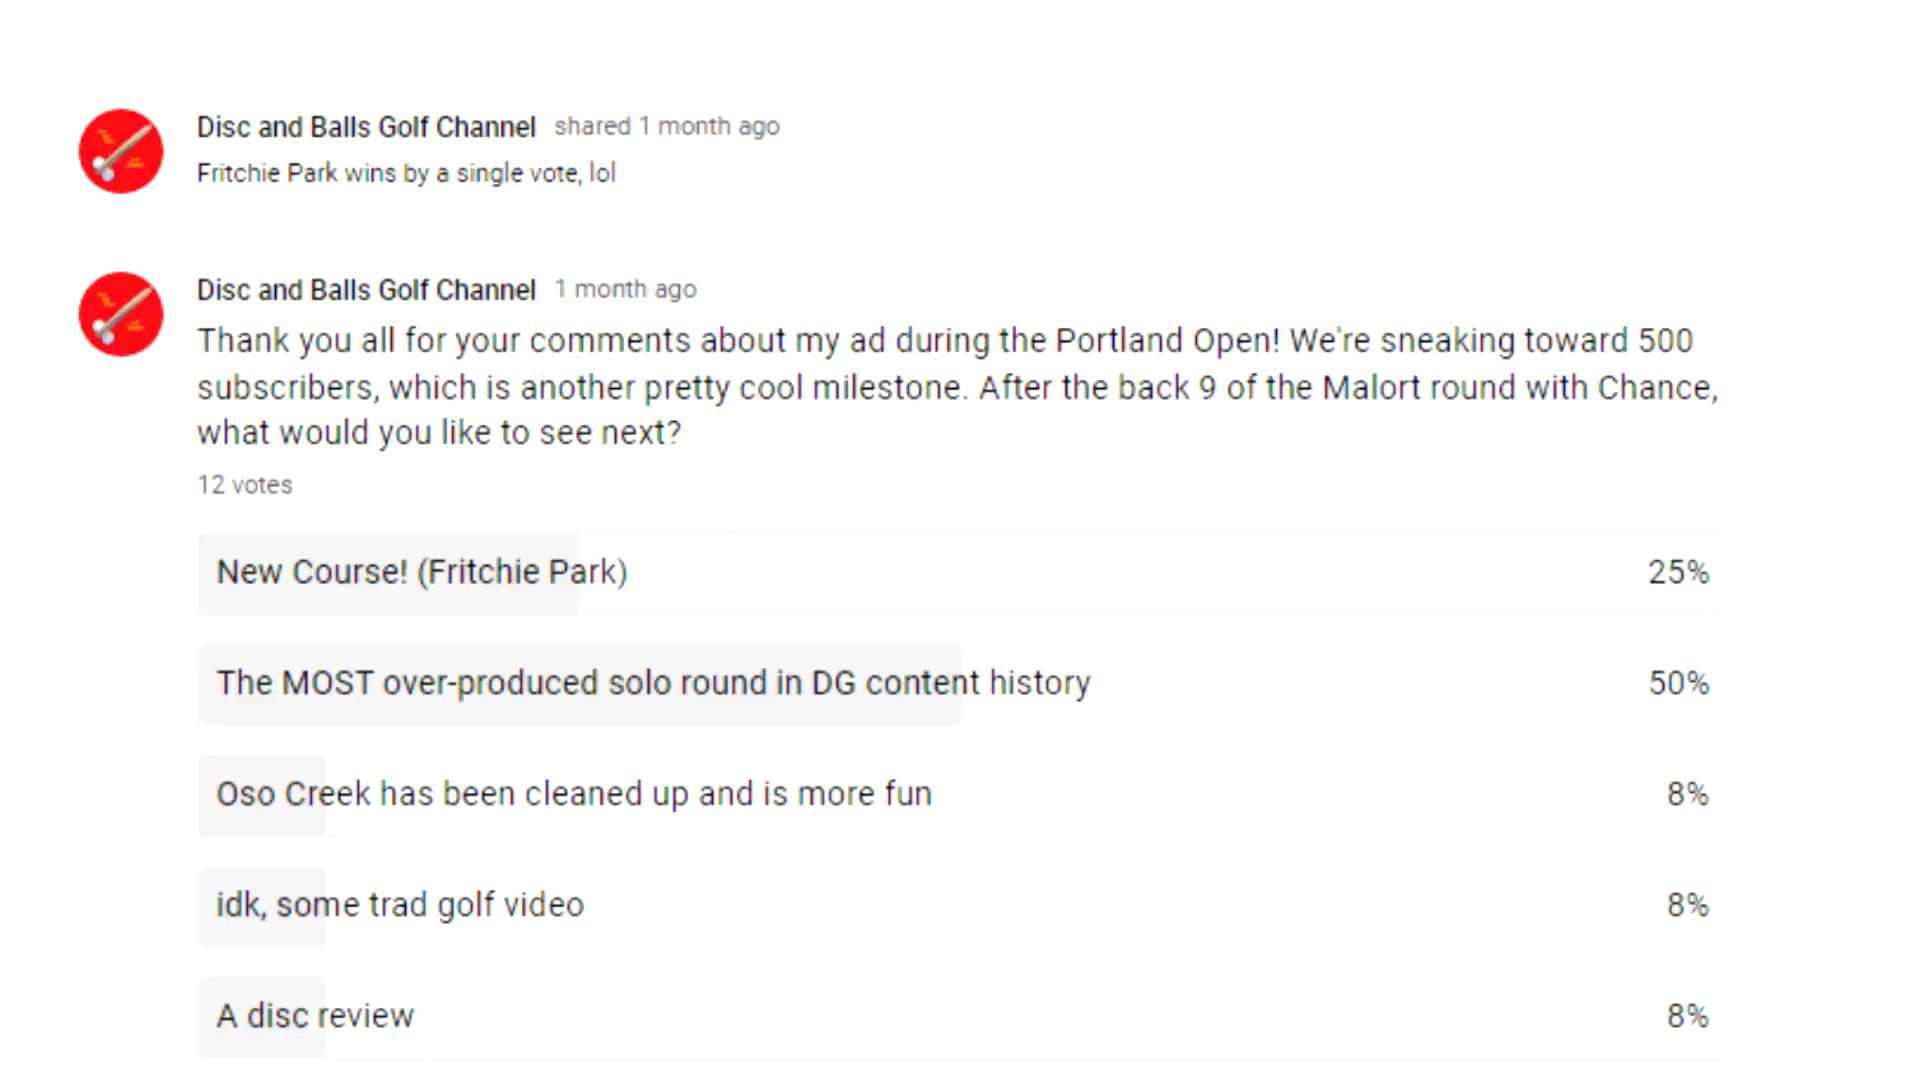 Disc and Balls Golf Channel shared 1 month ago
Fritchie Park wins by a single vote, lol
Disc and Balls Golf Channel 1 month ago
Thank you all for your comments about my ad during the Portland Open! We're sneaking toward 500
subscribers, which is another pretty cool milestone. After the back 9 of the Malort round with Chance,
what would you like to see next?
12 votes
New Course! (Fritchie Park) 25%
The MOST over-produced solo round in DG content history 50%
Oso Creek has been cleaned up and is more fun 8%
idk, some trad golf video 8%
A disc review 8%